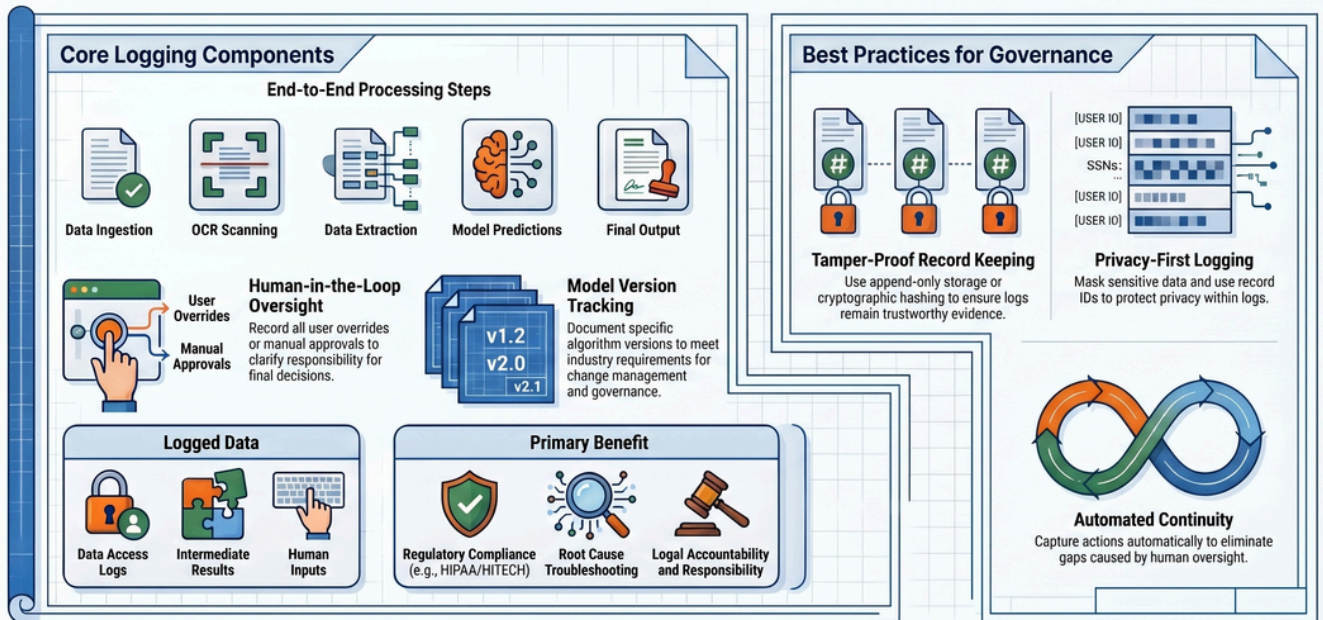 Core Logging Components
End-to-End Processing Steps
Data Ingestion
OCR Scanning
Data Extraction
Model Predictions
Final Output
User
Overrides
Manual
Approvals
Human-in-the-Loop
Oversight
Record all user overrides
or manual approvals to
clarify responsibility for
final decisions.
v1.2
v2.0
v2.1
Model Version
Tracking
Document specific
algorithm versions to meet
industry requirements for
change management
and governance.
Logged Data
Data Access
Logs
Intermediate
Results
Human
Inputs
Primary Benefit
Regulatory Compliance
(e.g., HIPAA/HITECH)
Root Cause
Troubleshooting
Lorgal Accountability
and Responsibility
Best Practices for Governance
#
#
#
Tamper-Proof Record Keeping
Use append-only storage or
cryptographic hashing to ensure logs
remain trustworthy evidence.
[USER IO]
[USER IO]
SSNs:
...
[USER IO]
[USER IO]
Privacy-First Logging
Mask sensitive data and use record
IDs to protect privacy within logs.
Automated Continuity
Capture actions automatically to eliminate
gaps caused by human oversight.